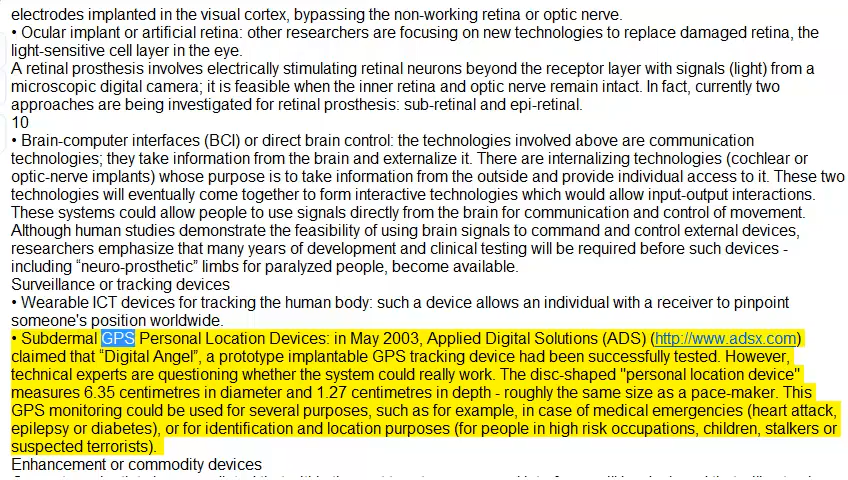 electrodes implanted in the visual cortex, bypassing the non-working retina or optic nerve.
• Ocular implant or artificial retina: other researchers are focusing on new technologies to replace damaged retina, the
light-sensitive cell layer in the eye.
A retinal prosthesis involves electrically stimulating retinal neurons beyond the receptor layer with signals (light) from a
microscopic digital camera; it is feasible when the inner retina and optic nerve remain intact. In fact, currently two
approaches are being investigated for retinal prosthesis: sub-retinal and epi-retinal.
10
• Brain-computer interfaces (BCI) or direct brain control: the technologies involved above are communication
technologies; they take information from the brain and externalize it. There are internalizing technologies (cochlear or
optic-nerve implants) whose purpose is to take information from the outside and provide individual access to it. These two
technologies will eventually come together to form interactive technologies which would allow input-output interactions.
These systems could allow people to use signals directly from the brain for communication and control of movement.
Although human studies demonstrate the feasibility of using brain signals to command and control external devices,
researchers emphasize that many years of development and clinical testing will be required before such devices -
including “neuro-prosthetic” limbs for paralyzed people, become available.
Surveillance or tracking devices
• Wearable ICT devices for tracking the human body: such a device allows an individual with a receiver to pinpoint
someone's position worldwide.
• Subdermal GPS Personal Location Devices: in May 2003, Applied Digital Solutions (ADS) (http://www.adsx.com)
claimed that “Digital Angel”, a prototype implantable GPS tracking device had been successfully tested. However,
technical experts are questioning whether the system could really work. The disc-shaped "personal location device"
measures 6.35 centimetres in diameter and 1.27 centimetres in depth - roughly the same size as a pace-maker. This
GPS monitoring could be used for several purposes, such as for example, in case of medical emergencies (heart attack,
epilepsy or diabetes), or for identification and location purposes (for people in high risk occupations, children, stalkers or
suspected terrorists).
Enhancement or commodity devices